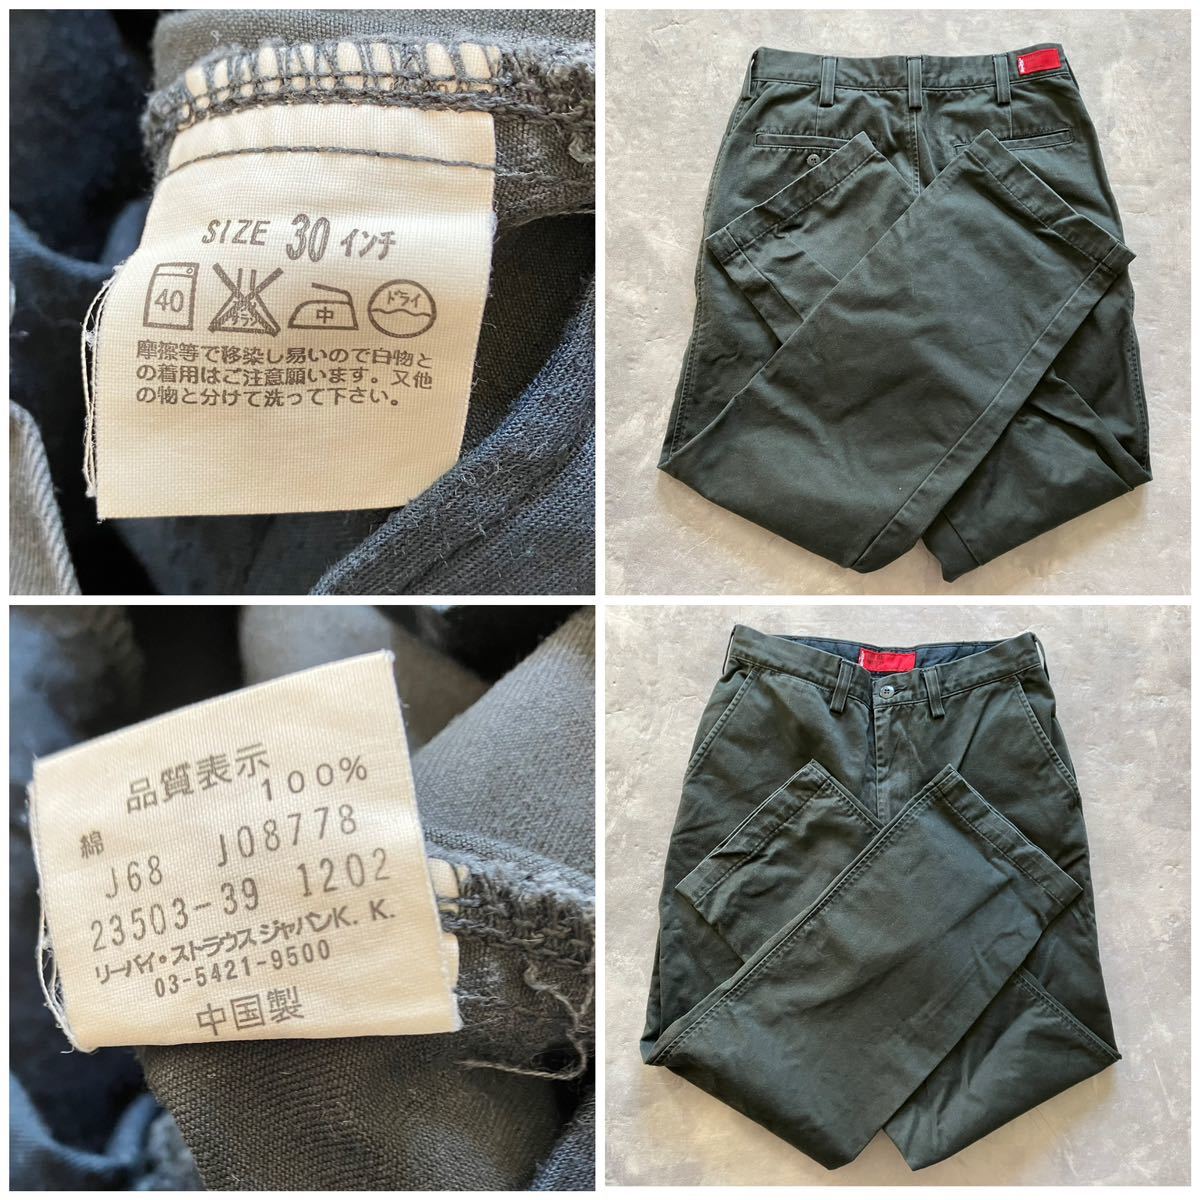 SIZE 30 インチ
40
中
ドライ
摩擦等で移染し易いので白物と
の着用はご注意願います。又他
の物と分けて洗って下さい。
品質表示
綿 100%
J68 J08778
23503-39 1202
リーバイ・ストラウスジャパンK.K.
03-5421-9500
中国製